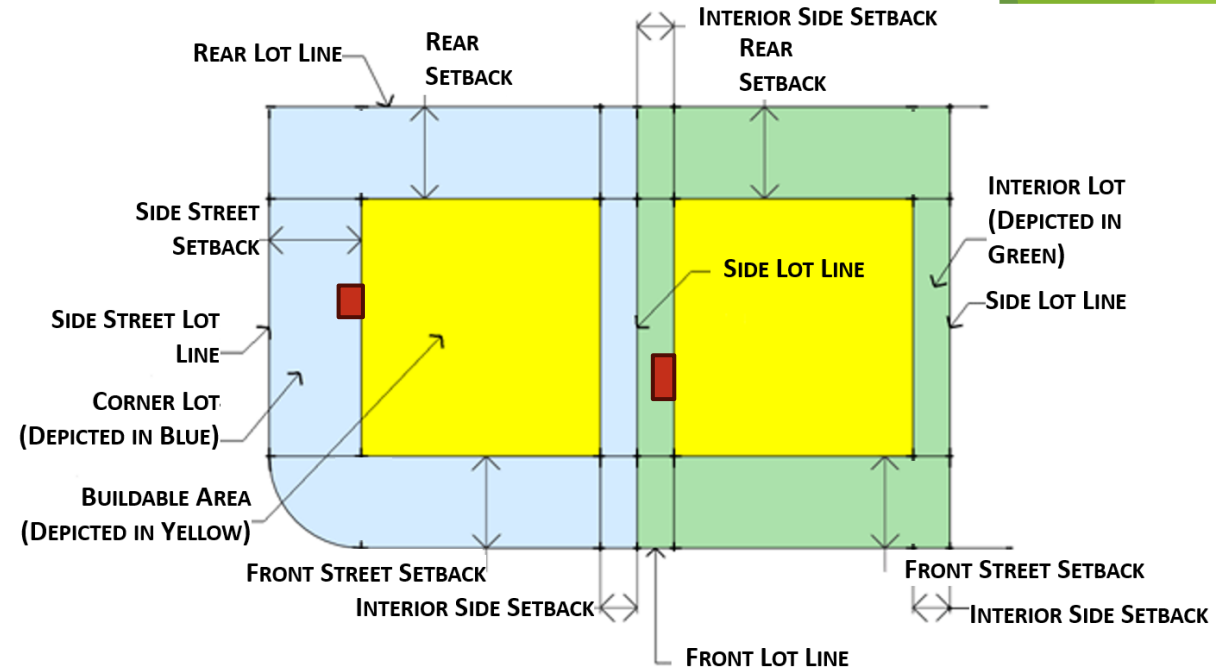 INTERIOR SIDE SETBACK
REAR LOT LINE
REAR
SETBACK
REAR
SETBACK
INTERIOR LOT
(DEPICTED IN
GREEN)
SIDE STREET
SETBACK
SIDE LOT LINE
SIDE LOT LINE
SIDE STREET LOT
LINE
CORNER LOT
(DEPICTED IN BLUE)
BUILDABLE AREA
(DEPICTED IN YELLOW)
FRONT STREET SETBACK
FRONT STREET SETBACK
INTERIOR SIDE SETBACK
INTERIOR SIDE SETBACK
FRONT LOT LINE